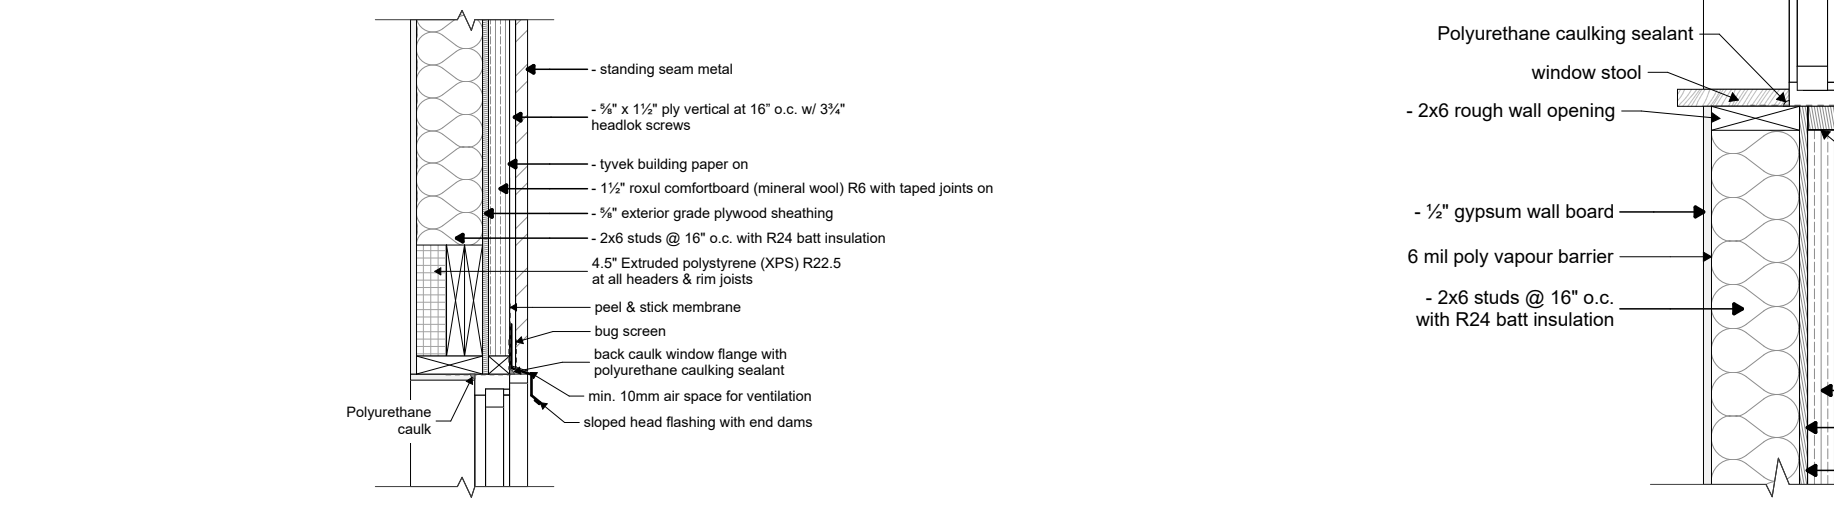 - standing seam metal
- ⅝" x 1½" ply vertical at 16” o.c. w/ 3¾"
headlok screws
- tyvek building paper on
- 1½" roxul comfortboard (mineral wool) R6 with taped joints on
- ⅝" exterior grade plywood sheathing
- 2x6 studs @ 16" o.c. with R24 batt insulation
4.5" Extruded polystyrene (XPS) R22.5
at all headers & rim joists
peel & stick membrane
bug screen
back caulk window flange with
polyurethane caulking sealant
min. 10mm air space for ventilation
sloped head flashing with end dams
Polyurethane
caulk
Polyurethane caulking sealant
window stool
- 2x6 rough wall opening
- ½" gypsum wall board
6 mil poly vapour barrier
- 2x6 studs @ 16" o.c.
with R24 batt insulation